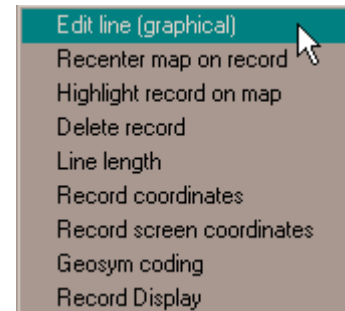 Edit line (graphical)
Recenter map on record
Highlight record on map
Delete record
Line length
Record coordinates
Record screen coordinates
Geosym coding
Record Display